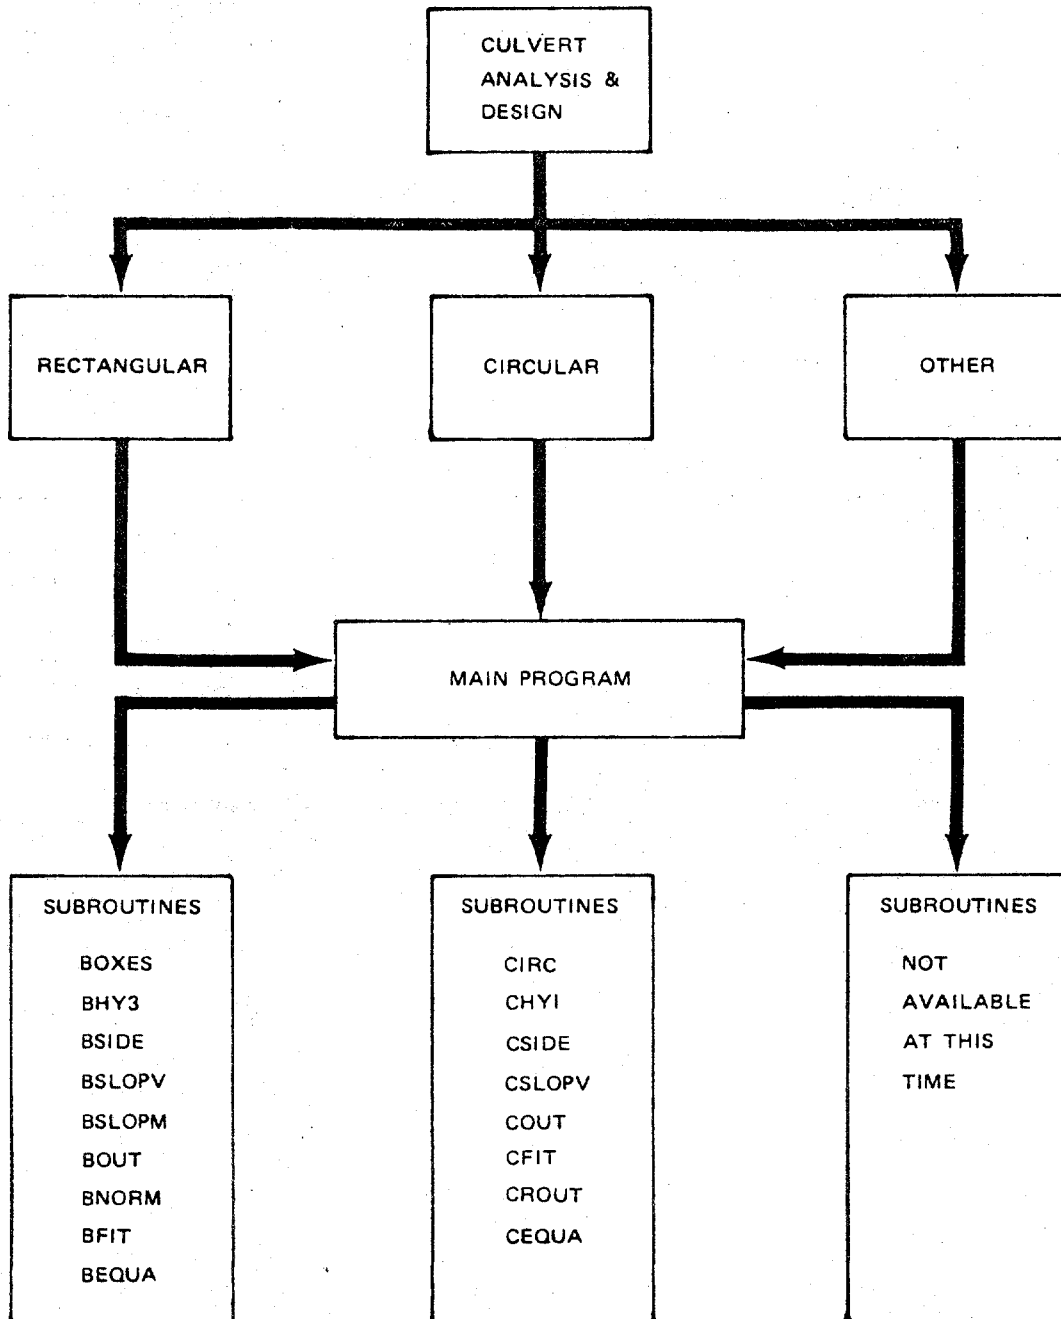 CULVERT
ANALYSIS &
DESIGN
RECTANGULAR
CIRCULAR
OTHER
MAIN PROGRAM
SUBROUTINES
BOXES
BHY3
BSIDE
BSLOPV
BSLOPM
BOUT
BNORM
BFIT
BEQUA
SUBROUTINES
CIRC
CHYI
CSIDE
CSLOPV
COUT
CFIT
CROUT
CEQUA
SUBROUTINES
NOT
AVAILABLE
AT THIS
TIME